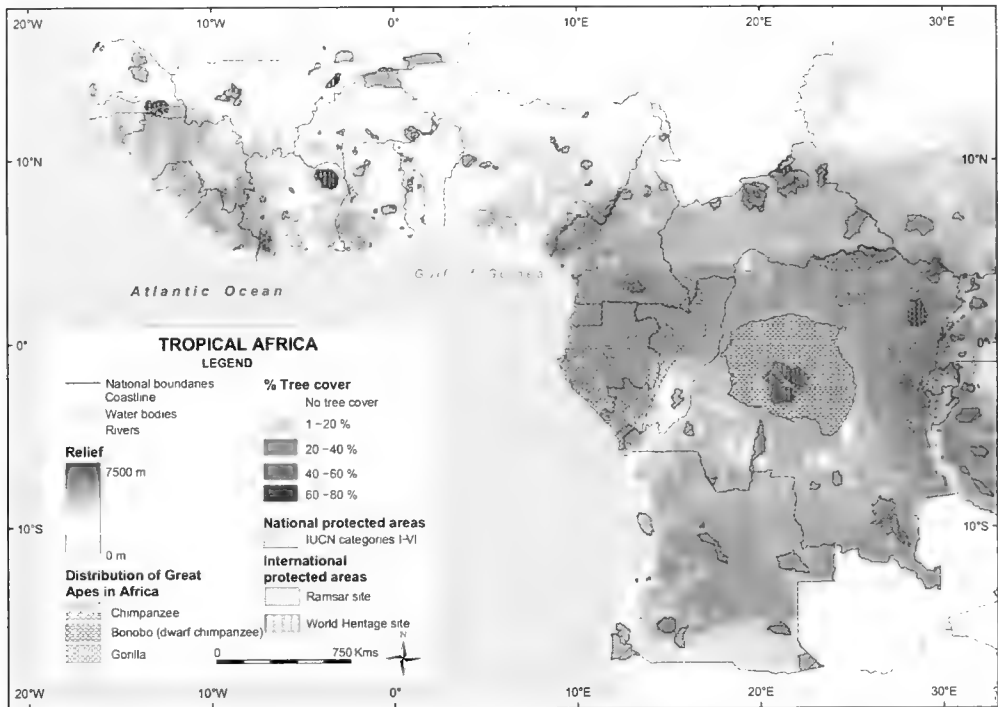 20°W 10°W 0° 10°E 20°E 30°E
10°N 10°N
Gulf of Guinea
Atlantic Ocean
0° 0°
TROPICAL AFRICA
LEGEND
National boundaries
Coastline
Water bodies
Rivers
Relief
7500 m
0 m
Distribution of Great
Apes in Africa
Chimpanzee
Bonobo (dwarf chimpanzee)
Gorilla
% Tree cover
No tree cover
1-20 %
20-40 %
40-60 %
60-80 %
National protected areas
IUCN categories I-VI
International
protected areas
Ramsar site
World Heritage site
0 750 Kms
N
10°S 10°S
20°W 10°W 0° 10°E 20°E 30°E